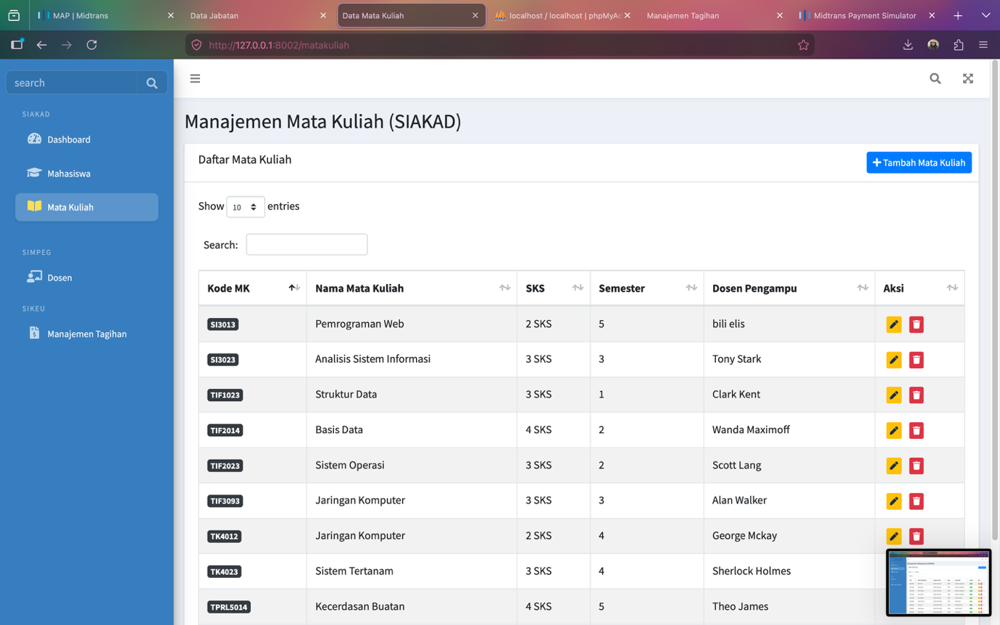 MAP | Midtrans
Data Jabatan
Data Mata Kuliah
localhost / localhost | phpMyAd
Manajemen Tagihan
Midtrans Payment Simulator
http://127.0.0.1:8002/matakuliah
search
SIAKAD
Dashboard
Mahasiswa
Mata Kuliah
SIMPEG
Dosen
SIKEU
Manajemen Tagihan
Manajemen Mata Kuliah (SIAKAD)
Daftar Mata Kuliah
Tambah Mata Kuliah
Show 10 entries
Search:
Kode MK Nama Mata Kuliah SKS Semester Dosen Pengampu Aksi
SI3013 Pemrograman Web 2 SKS 5 bili elis
SI3023 Analisis Sistem Informasi 3 SKS 3 Tony Stark
TIF1023 Struktur Data 3 SKS 1 Clark Kent
TIF2014 Basis Data 4 SKS 2 Wanda Maximoff
TIF2023 Sistem Operasi 3 SKS 2 Scott Lang
TIF3093 Jaringan Komputer 3 SKS 3 Alan Walker
TK4012 Jaringan Komputer 2 SKS 4 George Mckay
TK4023 Sistem Tertanam 3 SKS 4 Sherlock Holmes
TPRL5014 Kecerdasan Buatan 4 SKS 5 Theo James